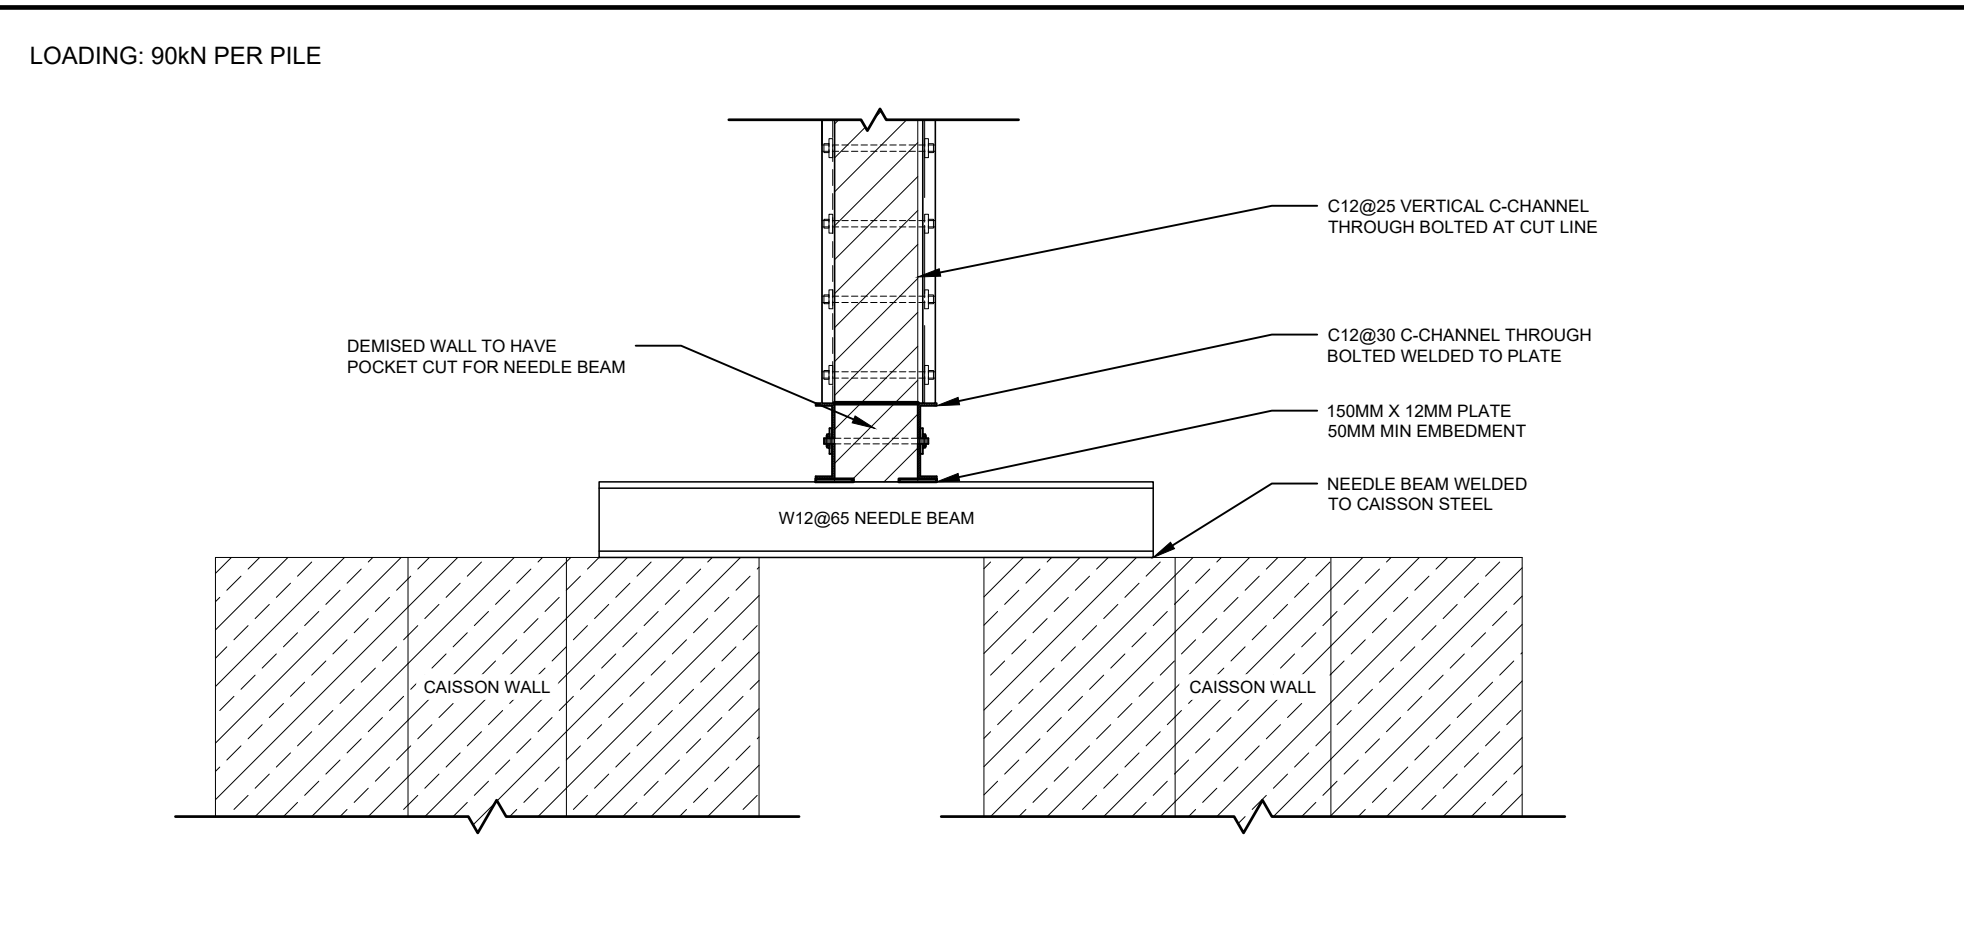 LOADING: 90kN PER PILE
C12@25 VERTICAL C-CHANNEL
THROUGH BOLTED AT CUT LINE
DEMISED WALL TO HAVE
POCKET CUT FOR NEEDLE BEAM
C12@30 C-CHANNEL THROUGH
BOLTED WELDED TO PLATE
150MM X 12MM PLATE
50MM MIN EMBEDMENT
NEEDLE BEAM WELDED
TO CAISSON STEEL
W12@65 NEEDLE BEAM
CAISSON WALL
CAISSON WALL